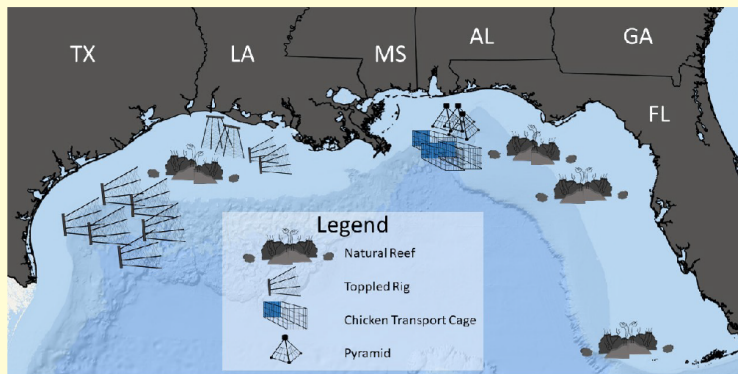 TX
LA
MS
AL
GA
FL
Legend
Natural Reef
Toppled Rig
Chicken Transport Cage
Pyramid